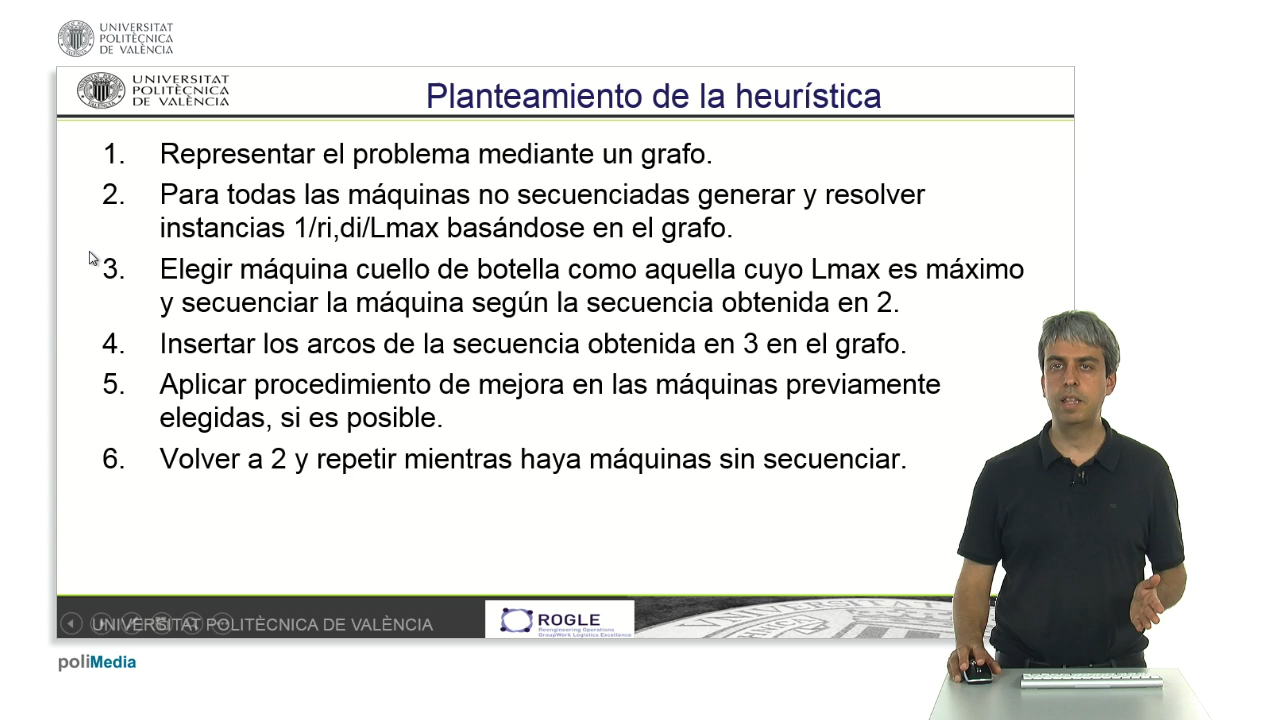 UNIVERSITAT
POLITÈCNICA
DE VALÈNCIA
UNIVERSITAT
POLITÈCNICA
DE VALÈNCIA
Planteamiento de la heurística
1. Representar el problema mediante un grafo.
2. Para todas las máquinas no secuenciadas generar y resolver
instancias 1/ri,di/Lmax basándose en el grafo.
3. Elegir máquina cuello de botella como aquella cuyo Lmax es máximo
y secuenciar la máquina según la secuencia obtenida en 2.
4. Insertar los arcos de la secuencia obtenida en 3 en el grafo.
5. Aplicar procedimiento de mejora en las máquinas previamente
elegidas, si es posible.
6. Volver a 2 y repetir mientras haya máquinas sin secuenciar.
UNIVERSITAT POLITÈCNICA DE VALÈNCIA
ROGLE
Reengineering Operations
GroupWork Logistics Excellence
poliMedia